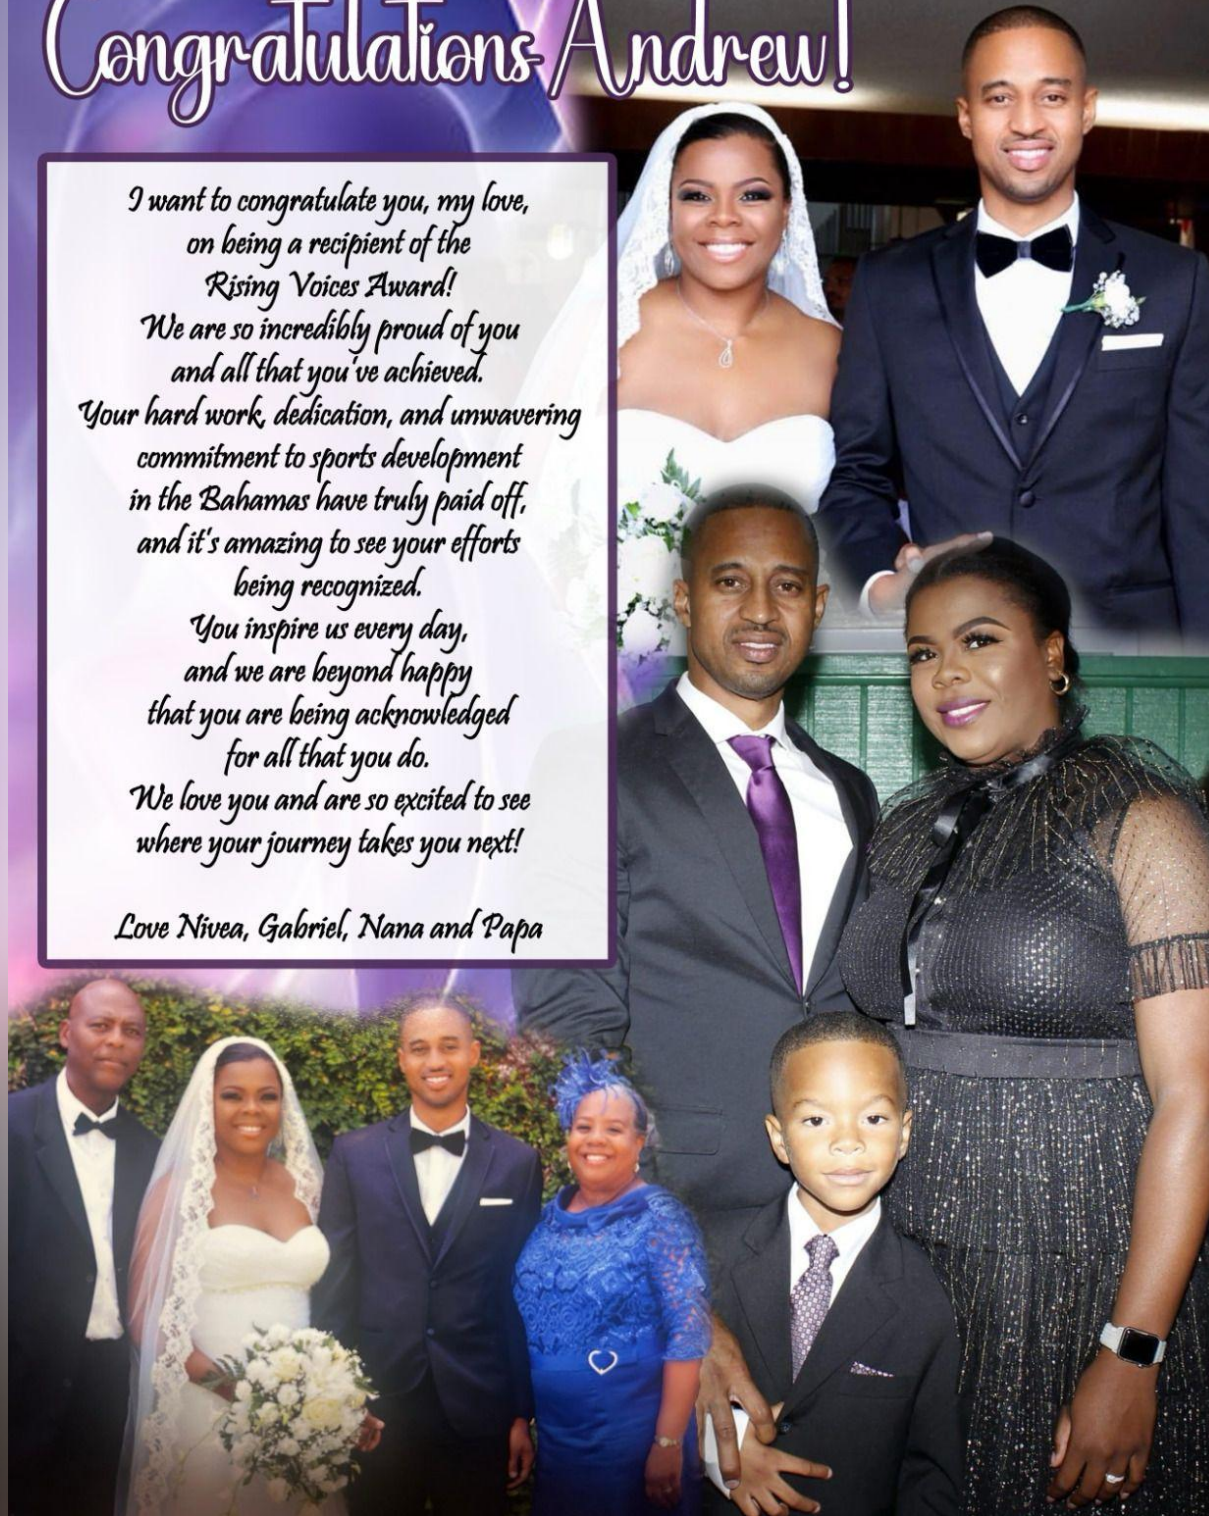 Congratulations Andrew!
I want to congratulate you, my love,
on being a recipient of the
Rising Voices Award!
We are so incredibly proud of you
and all that you've achieved.
Your hard work, dedication, and unwavering
commitment to sports development
in the Bahamas have truly paid off,
and it's amazing to see your efforts
being recognized.
You inspire us every day,
and we are beyond happy
that you are being acknowledged
for all that you do.
We love you and are so excited to see
where your journey takes you next!
Love Nivea, Gabriel, Nana and Papa